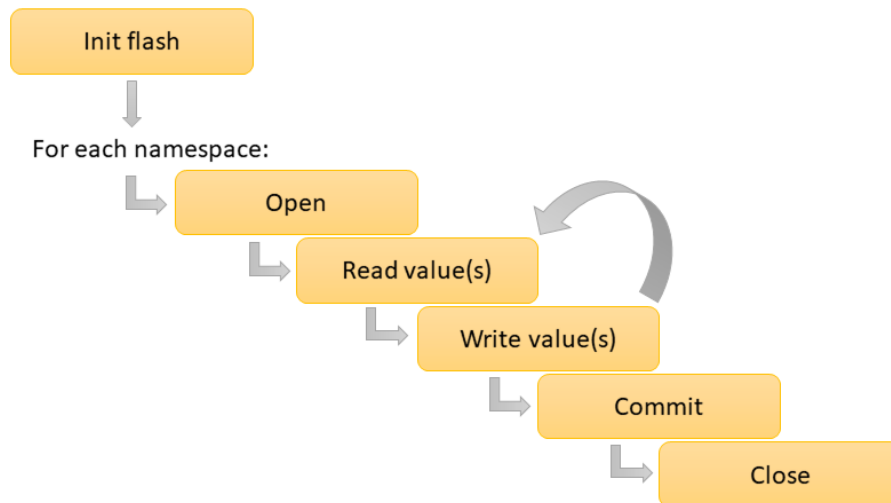 Init flash
For each namespace:
Open
Read value(s)
Write value(s)
Commit
Close